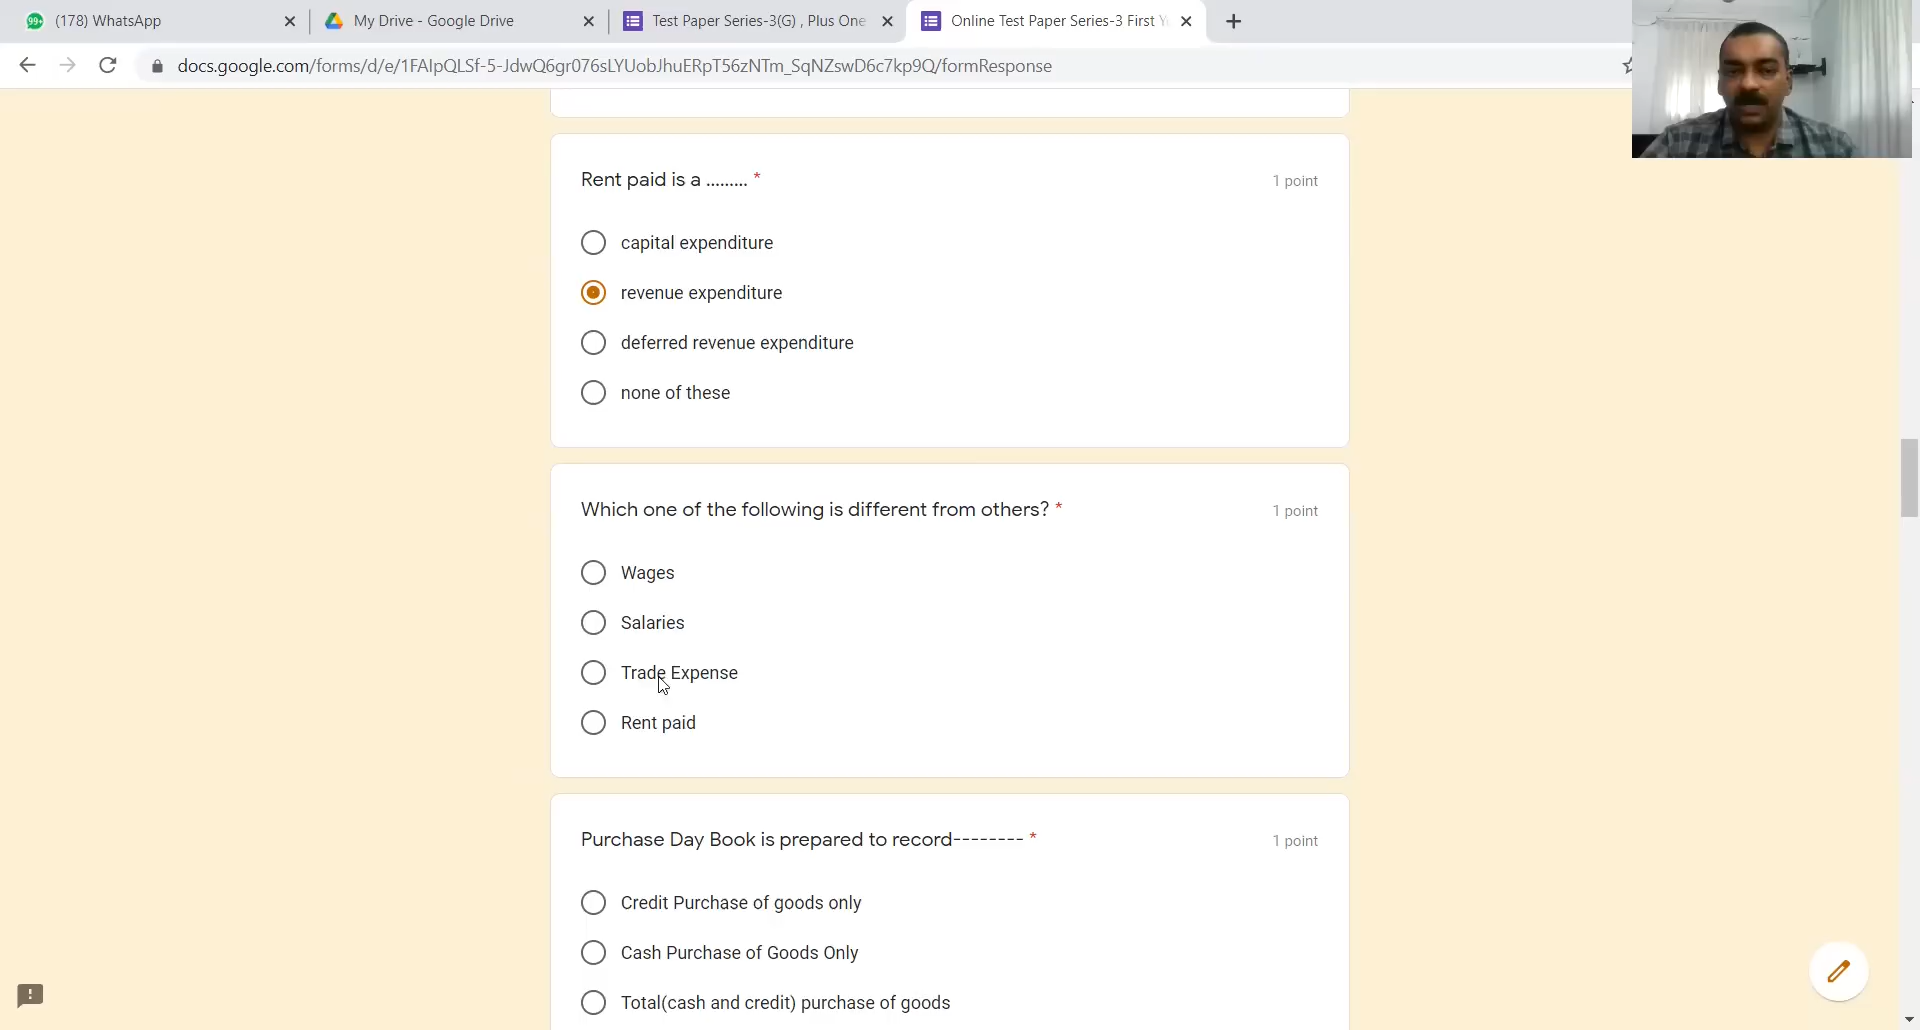 99+ (178) WhatsApp
My Drive - Google Drive
Test Paper Series-3(G) , Plus One
Online Test Paper Series-3 First Y
docs.google.com/forms/d/e/1FAIpQLSf-5-JdwQ6gr076sLYUobJhuERpT56zNTm_SqNZswD6c7kp9Q/formResponse
Rent paid is a ......... *
1 point
capital expenditure
revenue expenditure
deferred revenue expenditure
none of these
Which one of the following is different from others? *
1 point
Wages
Salaries
Trade Expense
Rent paid
Purchase Day Book is prepared to record-------- *
1 point
Credit Purchase of goods only
Cash Purchase of Goods Only
Total(cash and credit) purchase of goods